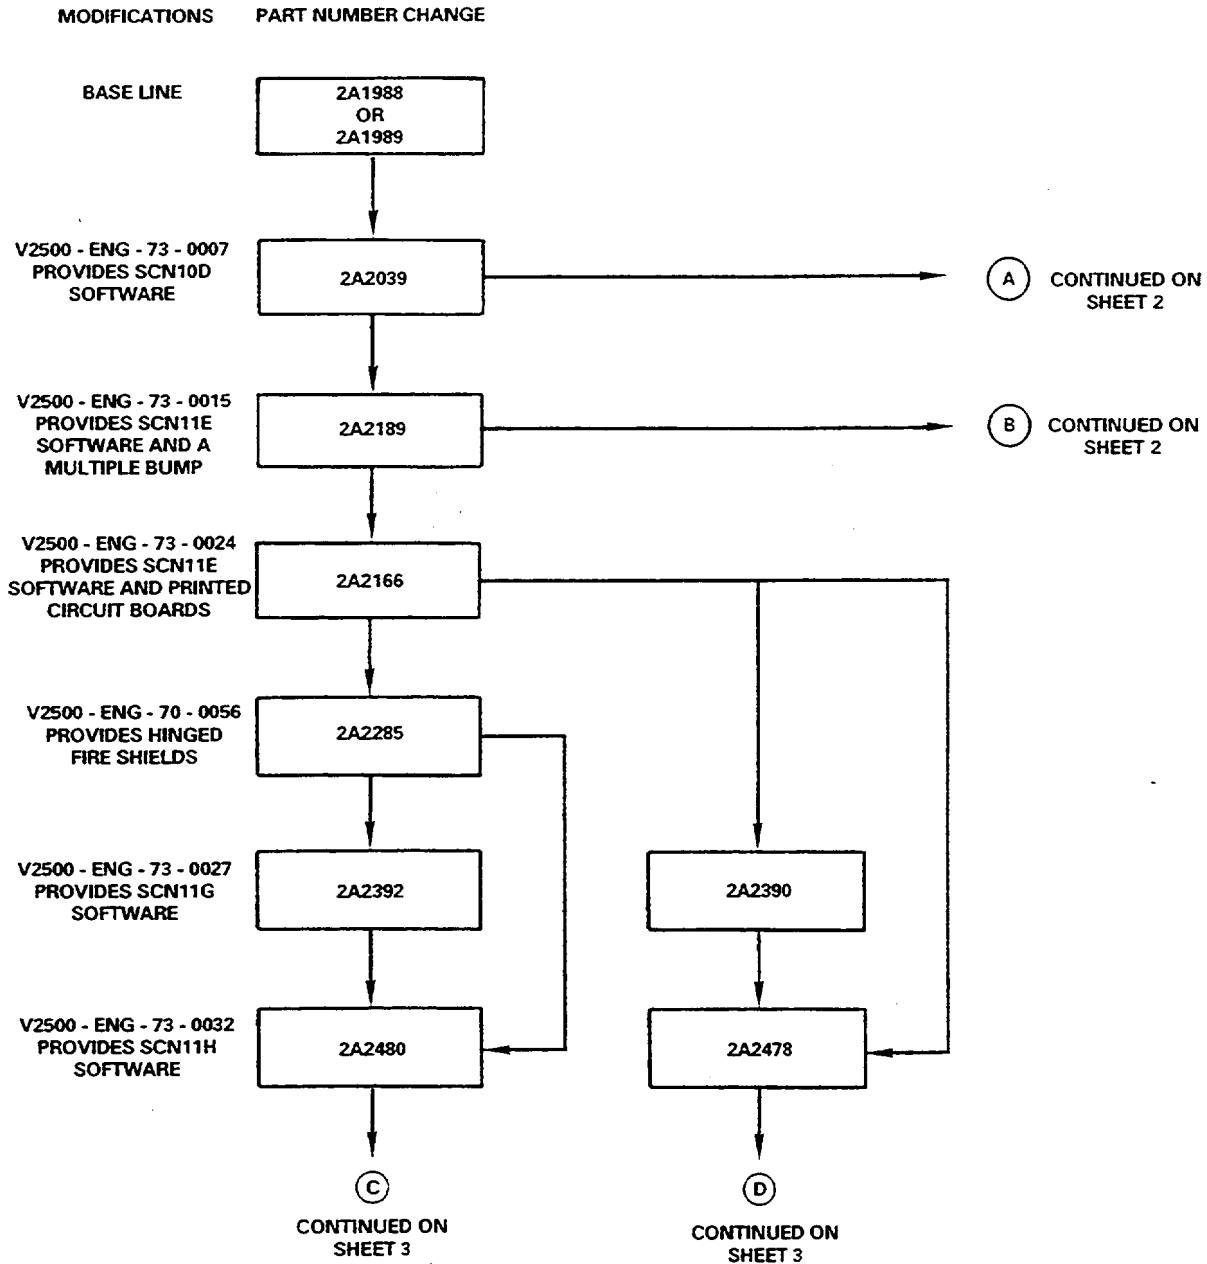 MODIFICATIONS PART NUMBER CHANGE
BASE LINE
2A1988
OR
2A1989
V2500 - ENG - 73 - 0007
PROVIDES SCN10D
SOFTWARE
2A2039
A
CONTINUED ON
SHEET 2
V2500 - ENG - 73 - 0015
PROVIDES SCN11E
SOFTWARE AND A
MULTIPLE BUMP
2A2189
B
CONTINUED ON
SHEET 2
V2500 - ENG - 73 - 0024
PROVIDES SCN11E
SOFTWARE AND PRINTED
CIRCUIT BOARDS
2A2166
V2500 - ENG - 70 - 0056
PROVIDES HINGED
FIRE SHIELDS
2A2285
V2500 - ENG - 73 - 0027
PROVIDES SCN11G
SOFTWARE
2A2392
2A2390
V2500 - ENG - 73 - 0032
PROVIDES SCN11H
SOFTWARE
2A2480
2A2478
C
CONTINUED ON
SHEET 3
D
CONTINUED ON
SHEET 3